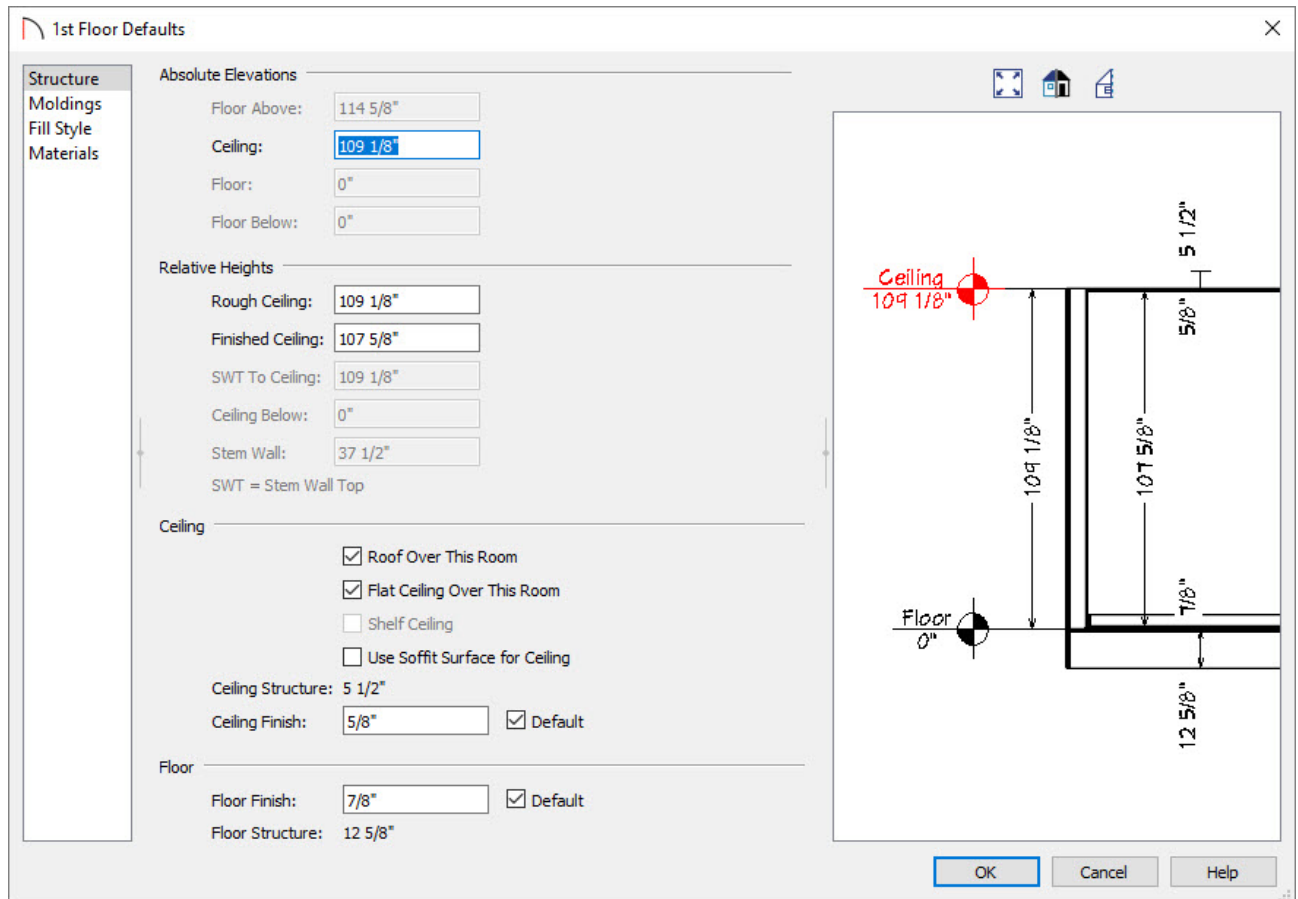 1st Floor Defaults
Structure
Moldings
Fill Style
Materials
Absolute Elevations
Floor Above: 114 5/8"
Ceiling: 109 1/8"
Floor: 0"
Floor Below: 0"
Relative Heights
Rough Ceiling: 109 1/8"
Finished Ceiling: 107 5/8"
SWT To Ceiling: 109 1/8"
Ceiling Below: 0"
Stem Wall: 37 1/2"
SWT = Stem Wall Top
Ceiling
Roof Over This Room
Flat Ceiling Over This Room
Shelf Ceiling
Use Soffit Surface for Ceiling
Ceiling Structure: 5 1/2"
Ceiling Finish: 5/8" Default
Floor
Floor Finish: 7/8" Default
Floor Structure: 12 5/8"
5 1/2"
Ceiling
109 1/8"
5/8"
109 1/8"
107 5/8"
7/8"
Floor
0"
12 5/8"
OK Cancel Help